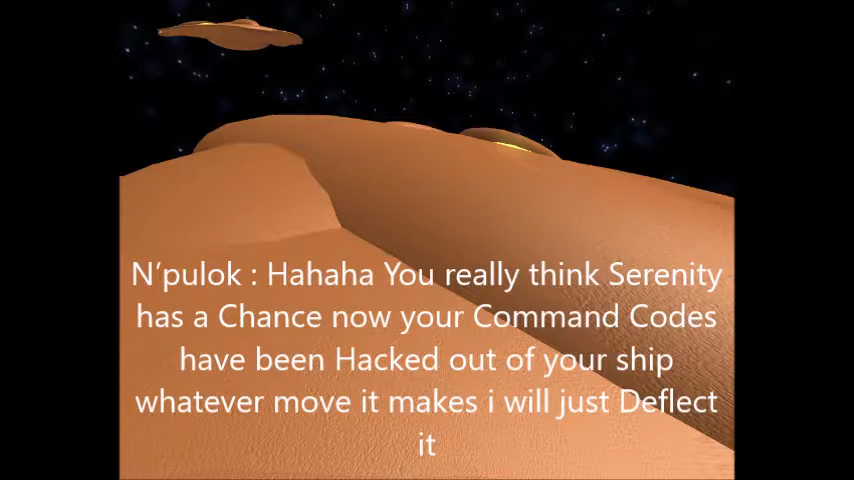 N’pulok : Hahaha You really think Serenity
has a Chance now your Command Codes
have been Hacked out of your ship
whatever move it makes i will just Deflect
it